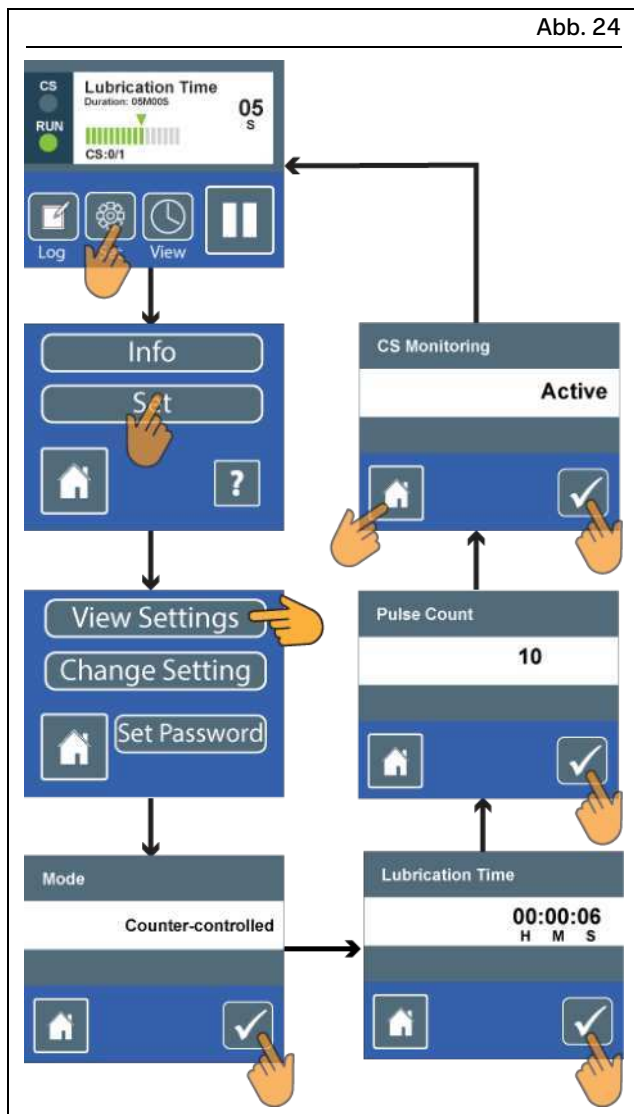 Abb. 24
CS
RUN
Lubrication Time
Duration: 05M00S
05
S
CS:0/1
Log
View
Info
Set
?
View Settings
Change Setting
Set Password
Mode
Counter-controlled
Lubrication Time
00:00:06
H M S
Pulse Count
10
CS Monitoring
Active